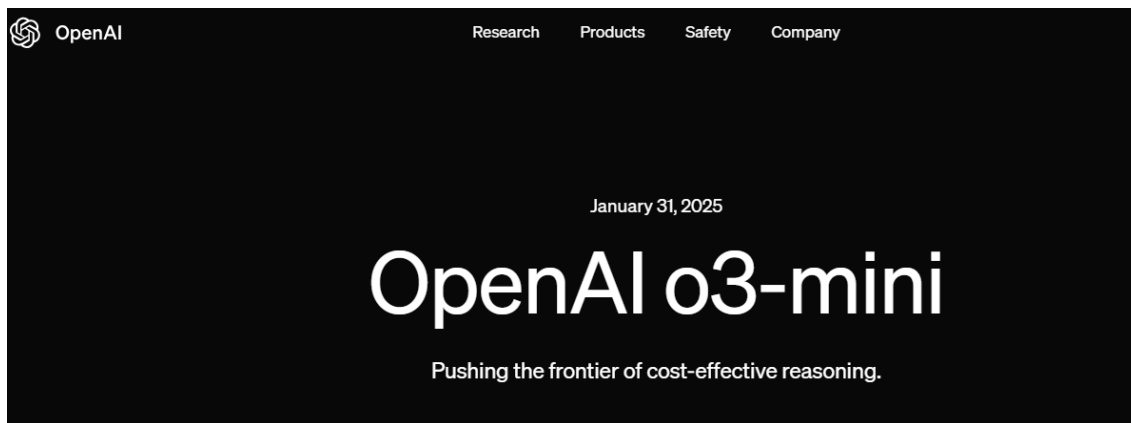 OpenAI
Research Products Safety Company
January 31, 2025
OpenAI o3-mini
Pushing the frontier of cost-effective reasoning.